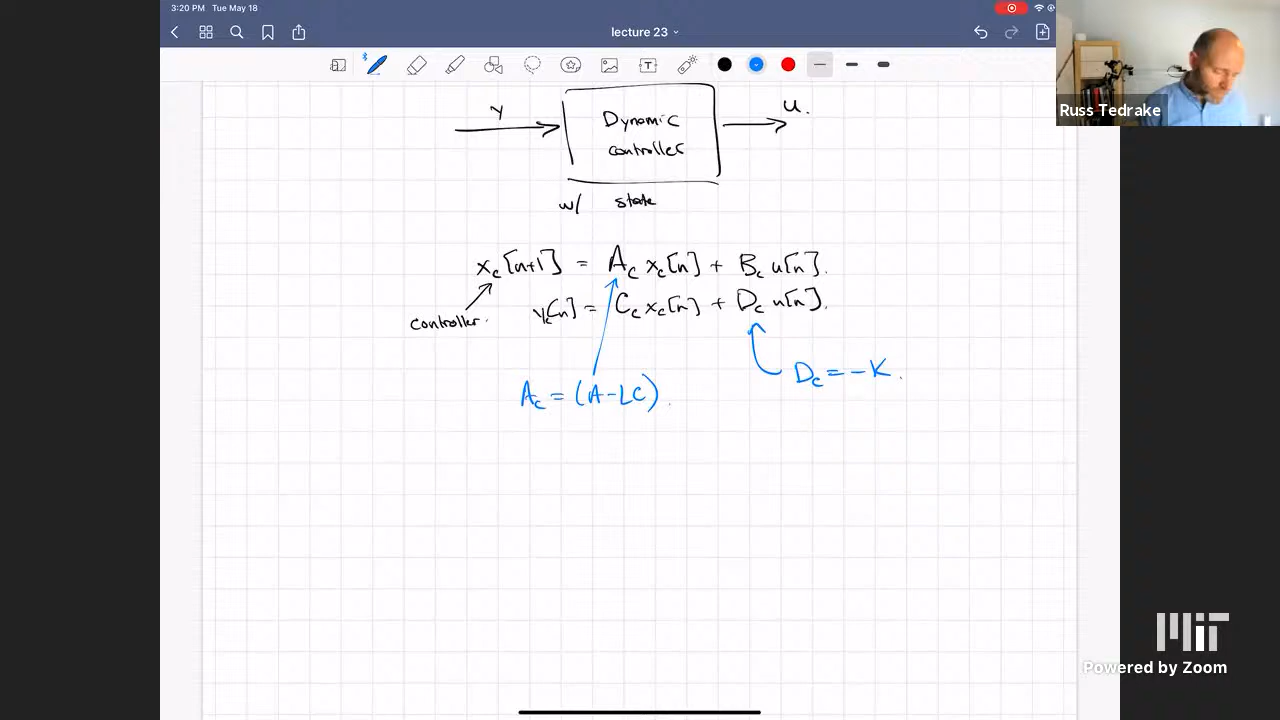 3:20 PM Tue May 18
lecture 23
Russ Tedrake
y
Dynamic
controller
u.
w/ state
x_c[n+1] = A_c x_c[n] + B_c u[n].
y_c[n] = C_c x_c[n] + D_c u[n].
controller.
D_c = -K.
A_c = (A-LC).
MIT
Powered by Zoom